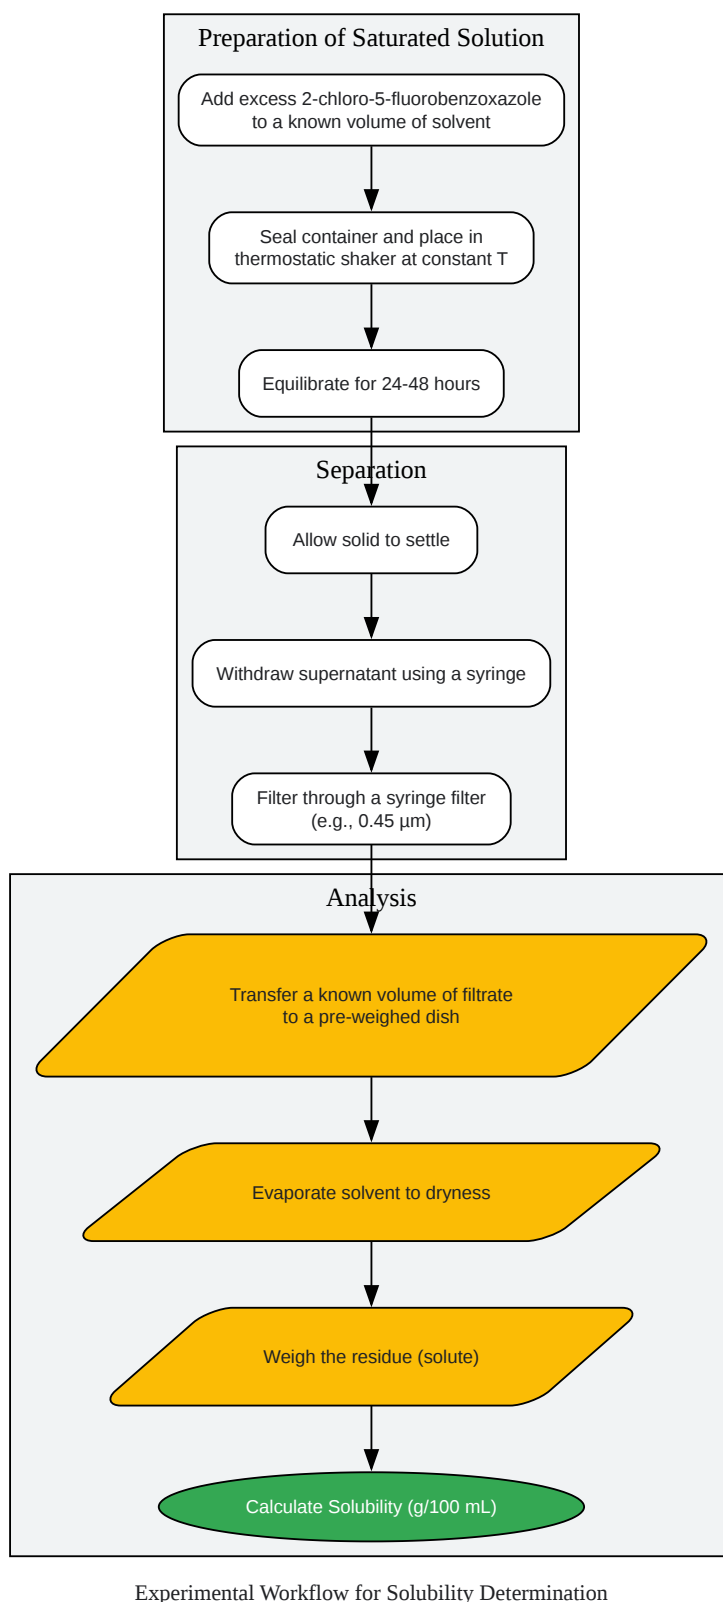 Preparation of Saturated Solution
Add excess 2-chloro-5-fluorobenzoxazole
to a known volume of solvent
Seal container and place in
thermostatic shaker at constant T
Equilibrate for 24-48 hours
Separation
Allow solid to settle
Withdraw supernatant using a syringe
Filter through a syringe filter
(e.g., 0.45 µm)
Analysis
Transfer a known volume of filtrate
to a pre-weighed dish
Evaporate solvent to dryness
Weigh the residue (solute)
Calculate Solubility (g/100 mL)
Experimental Workflow for Solubility Determination